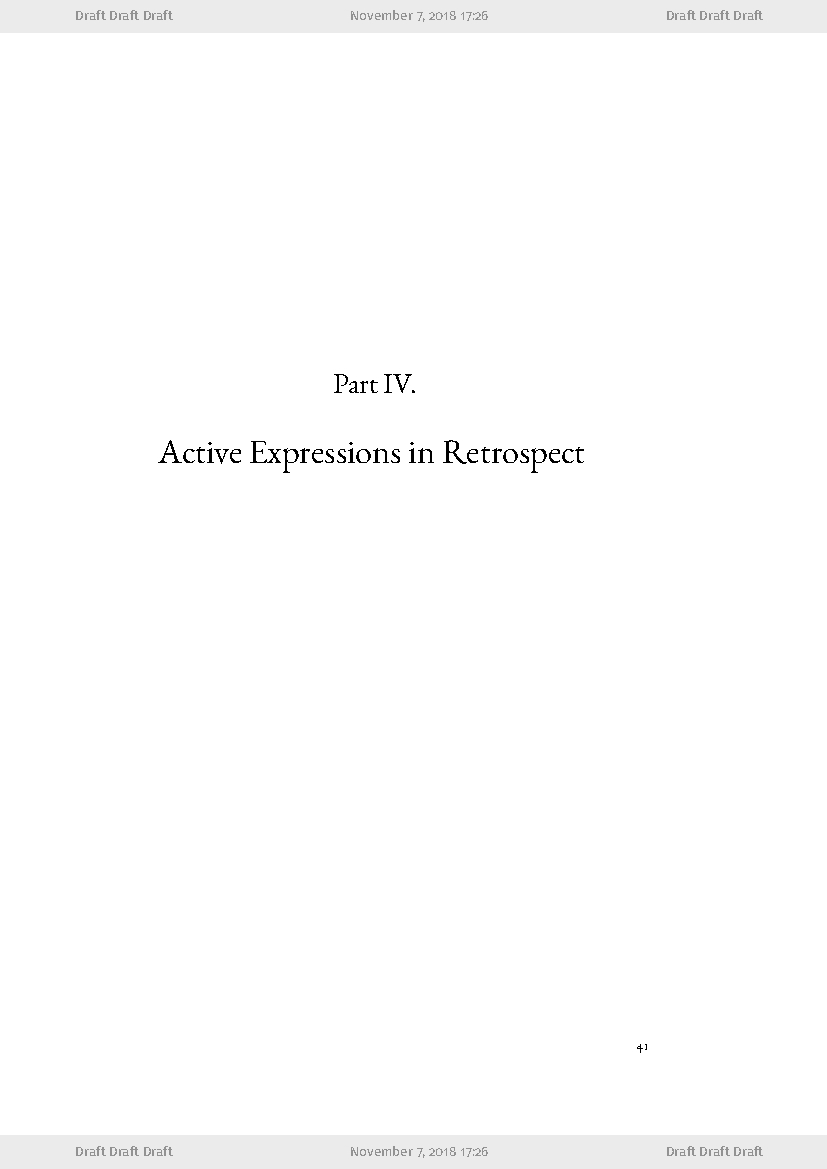 Draft Draft Draft November 7, 2018 17:26 Draft Draft Draft
Part IV.
Active Expressions in Retrospect
41
Draft Draft Draft November 7, 2018 17:26 Draft Draft Draft